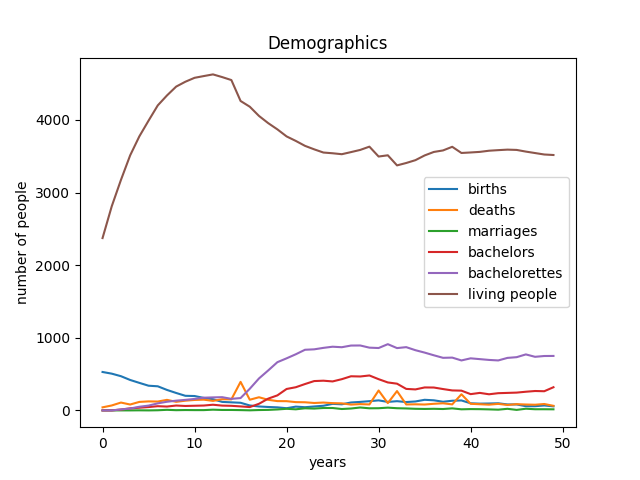 Demographics
number of people
4000
3000
2000
1000
0
births
deaths
marriages
bachelors
bachelorettes
living people
0 10 20 30 40 50
years